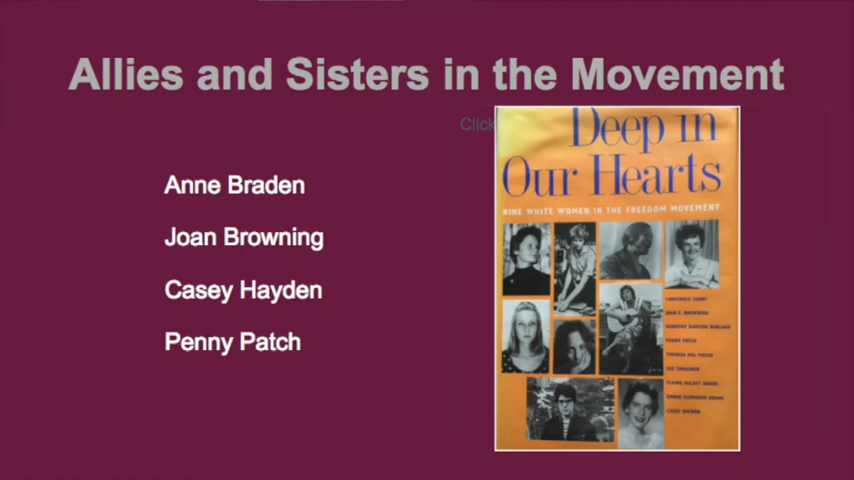 Allies and Sisters in the Movement
Click
Anne Braden
Joan Browning
Casey Hayden
Penny Patch
Deep in
Our Hearts
NINE WHITE WOMEN IN THE FREEDOM MOVEMENT
CONSTANCE CURRY
JOAN C. BROWNING
DOROTHY DAWSON BURLAGE
PENNY PATCH
THERESA DEL POZZO
SUE THRASHER
ELAINE DELOTT BAKER
EMMIE SCHRADER ADAMS
CASEY HAYDEN